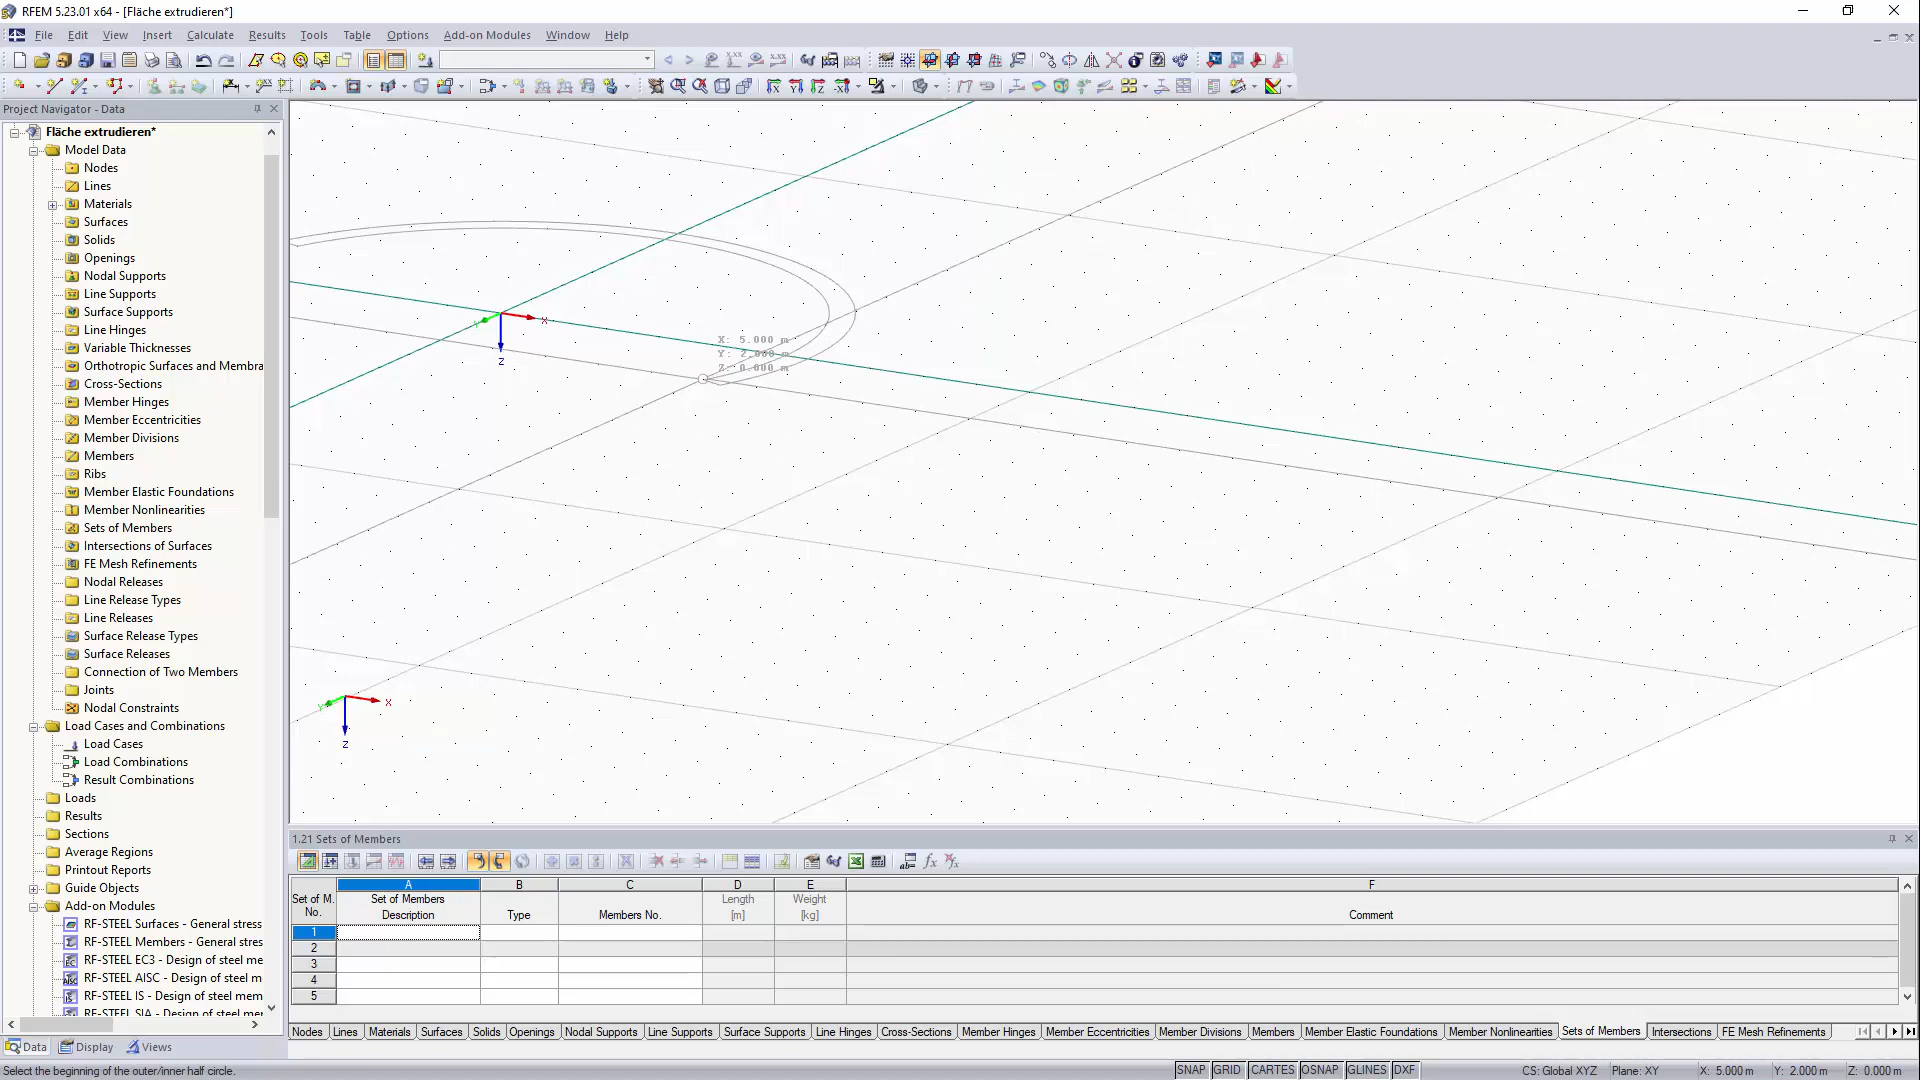 RFEM 5.23.01 x64 - [Fläche extrudieren*]
File Edit View Insert Calculate Results Tools Table Options Add-on Modules Window Help
Project Navigator - Data
Fläche extrudieren*
Model Data
Nodes
Lines
Materials
Surfaces
Solids
Openings
Nodal Supports
Line Supports
Surface Supports
Line Hinges
Variable Thicknesses
Orthotropic Surfaces and Membra
Cross-Sections
Member Hinges
Member Eccentricities
Member Divisions
Members
Ribs
Member Elastic Foundations
Member Nonlinearities
Sets of Members
Intersections of Surfaces
FE Mesh Refinements
Nodal Releases
Line Release Types
Line Releases
Surface Release Types
Surface Releases
Connection of Two Members
Joints
Nodal Constraints
Load Cases and Combinations
Load Cases
Load Combinations
Result Combinations
Loads
Results
Sections
Average Regions
Printout Reports
Guide Objects
Add-on Modules
RF-STEEL Surfaces - General stress
RF-STEEL Members - General stres
RF-STEEL EC3 - Design of steel me
RF-STEEL AISC - Design of steel m
RF-STEEL IS - Design of steel mem
RF-STEEL SIA - Design of steel me
Data Display Views
X
Y
Z
X: 5.000 m
Y: 2.000 m
Z: 0.000 m
X
Y
Z
1.21 Sets of Members
A B C D E F
Set of M. Set of Members Length Weight
No. Description Type Members No. [m] [kg] Comment
1
2
3
4
5
Nodes Lines Materials Surfaces Solids Openings Nodal Supports Line Supports Surface Supports Line Hinges Cross-Sections Member Hinges Member Eccentricities Member Divisions Members Member Elastic Foundations Member Nonlinearities Sets of Members Intersections FE Mesh Refinements
Select the beginning of the outer/inner half circle.
SNAP GRID CARTES OSNAP GLINES DXF CS: Global XYZ Plane: XY X: 5.000 m Y: 2.000 m Z: 0.000 m